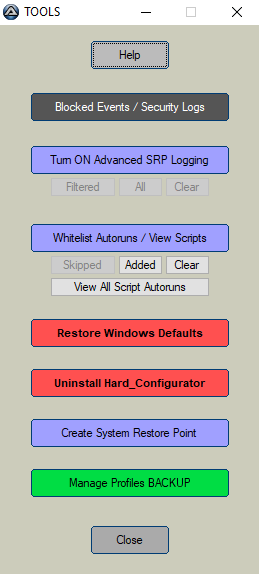 TOOLS
Help
Blocked Events / Security Logs
Turn ON Advanced SRP Logging
Filtered All Clear
Whitelist Autoruns / View Scripts
Skipped Added Clear
View All Script Autoruns
Restore Windows Defaults
Uninstall Hard_Configurator
Create System Restore Point
Manage Profiles BACKUP
Close